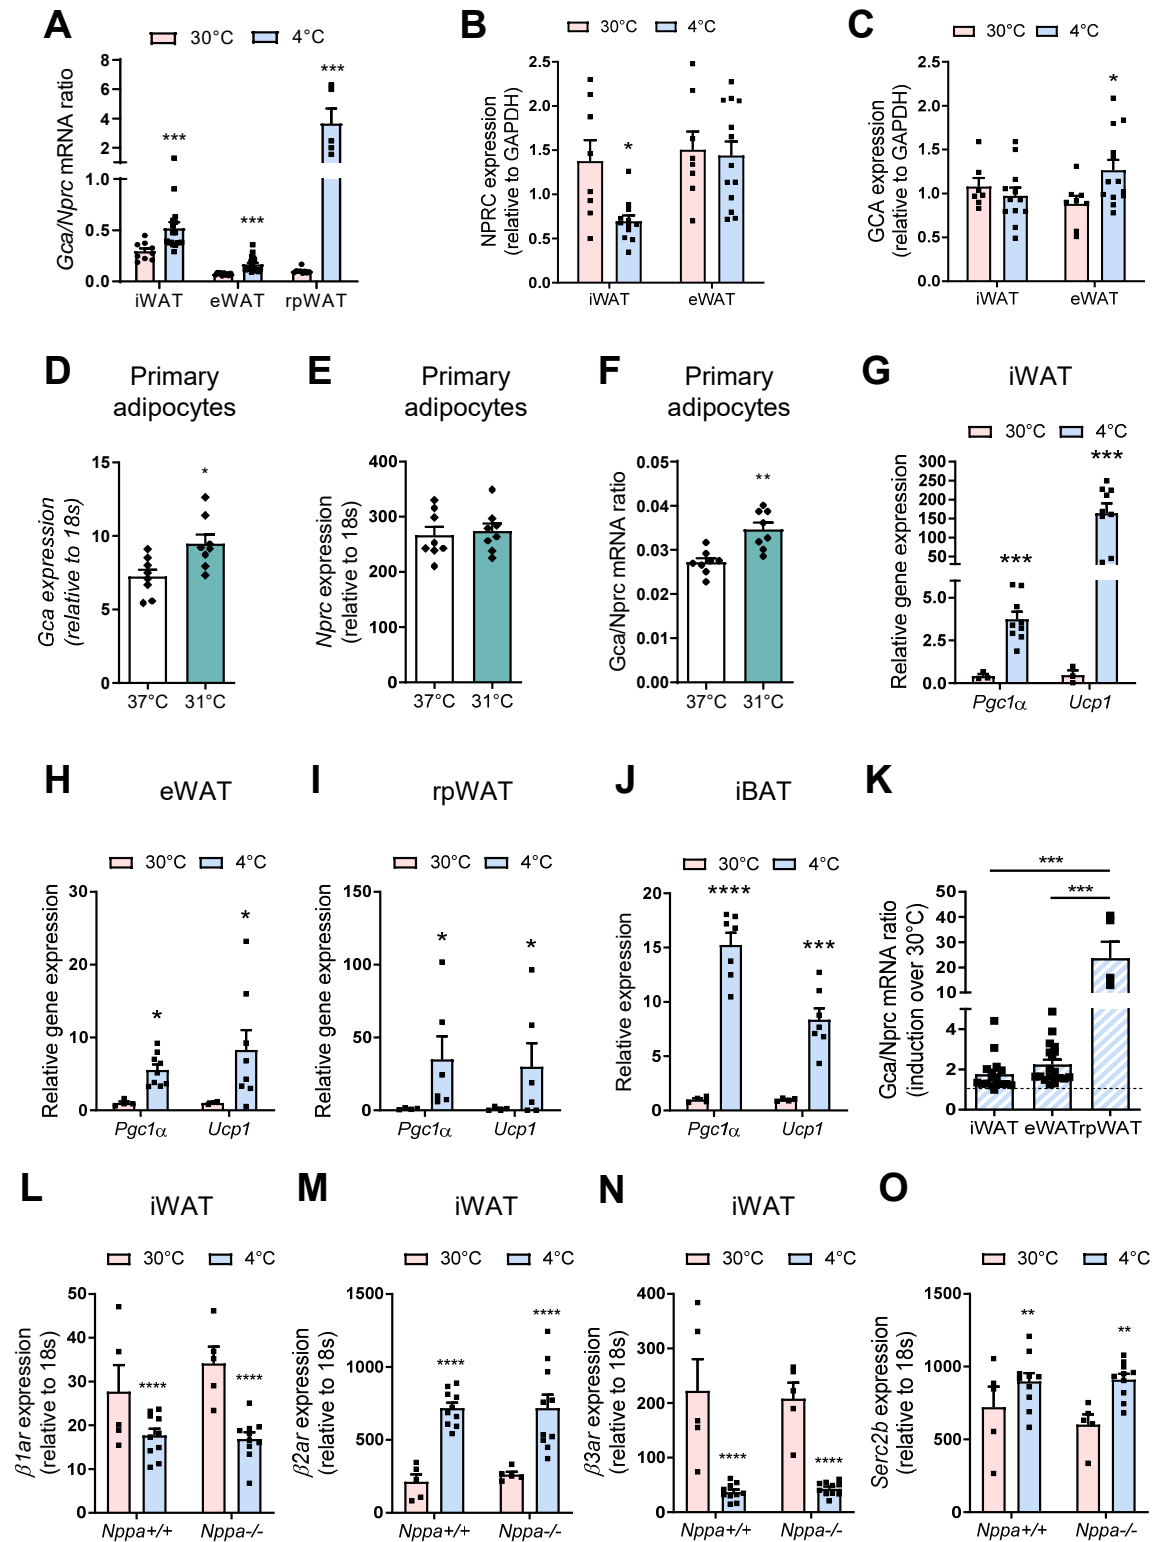 A
30°C 4°C
Gca/Nprc mRNA ratio
8
6
4
2
1.0
0.5
0.0
***
***
***
iWAT eWAT rpWAT
B
30°C 4°C
NPRC expression
(relative to GAPDH)
2.5
2.0
1.5
1.0
0.5
0.0
*
iWAT eWAT
C
30°C 4°C
GCA expression
(relative to GAPDH)
2.5
2.0
1.5
1.0
0.5
0.0
*
iWAT eWAT
D
Primary
adipocytes
Gca expression
(relative to 18s)
15
10
5
0
*
37°C 31°C
E
Primary
adipocytes
Nprc expression
(relative to 18s)
400
300
200
100
0
37°C 31°C
F
Primary
adipocytes
Gca/Nprc mRNA ratio
0.05
0.04
0.03
0.02
0.01
0.00
**
37°C 31°C
G
iWAT
30°C 4°C
Relative gene expression
300
250
200
150
100
50
5.0
2.5
0.0
***
***
Pgc1α Ucp1
H
eWAT
30°C 4°C
Relative gene expression
30
20
10
0
*
*
Pgc1α Ucp1
I
rpWAT
30°C 4°C
Relative gene expression
150
100
50
0
*
*
Pgc1α Ucp1
J
iBAT
30°C 4°C
Relative expression
20
15
10
5
0
****
***
Pgc1α Ucp1
K
Gca/Nprc mRNA ratio
(induction over 30°C)
50
40
30
20
10
4
2
0
***
***
iWAT eWAT rpWAT
L
iWAT
30°C 4°C
β1ar expression
(relative to 18s)
50
40
30
20
10
0
****
****
Nppa+/+ Nppa-/-
M
iWAT
30°C 4°C
β2ar expression
(relative to 18s)
1500
1000
500
0
****
****
Nppa+/+ Nppa-/-
N
iWAT
30°C 4°C
β3ar expression
(relative to 18s)
400
300
200
100
0
****
****
Nppa+/+ Nppa-/-
O
30°C 4°C
Serc2b expression
(relative to 18s)
1500
1000
500
0
**
**
Nppa+/+ Nppa-/-